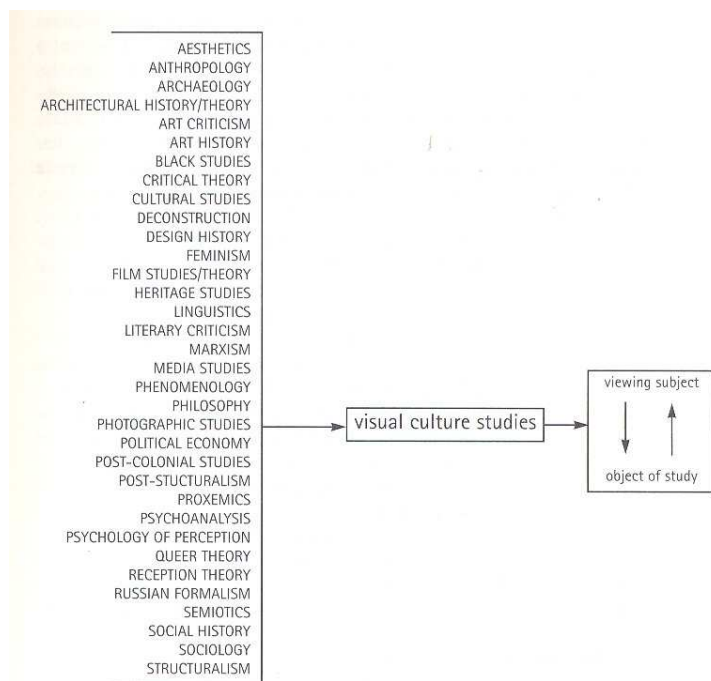 AESTHETICS
ANTHROPOLOGY
ARCHAEOLOGY
ARCHITECTURAL HISTORY/THEORY
ART CRITICISM
ART HISTORY
BLACK STUDIES
CRITICAL THEORY
CULTURAL STUDIES
DECONSTRUCTION
DESIGN HISTORY
FEMINISM
FILM STUDIES/THEORY
HERITAGE STUDIES
LINGUISTICS
LITERARY CRITICISM
MARXISM
MEDIA STUDIES
PHENOMENOLOGY
PHILOSOPHY
PHOTOGRAPHIC STUDIES
POLITICAL ECONOMY
POST-COLONIAL STUDIES
POST-STUCTURALISM
PROXEMICS
PSYCHOANALYSIS
PSYCHOLOGY OF PERCEPTION
QUEER THEORY
RECEPTION THEORY
RUSSIAN FORMALISM
SEMIOTICS
SOCIAL HISTORY
SOCIOLOGY
STRUCTURALISM
visual culture studies
viewing subject
object of study